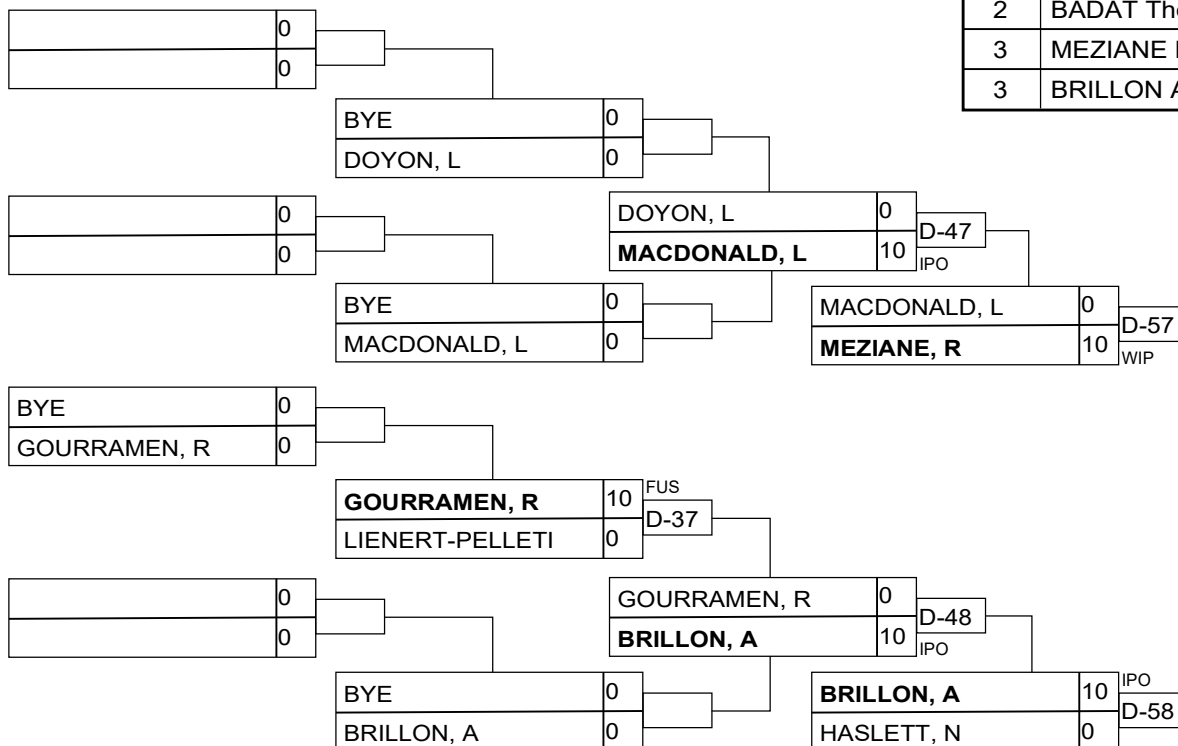 0
0
2 BADAT
3 MEZIANE
3 BRILLON
BYE 0
DOYON, L 0
0
0
DOYON, L 0
MACDONALD, L 10
D-47
IPO
BYE 0
MACDONALD, L 0
MACDONALD, L 0
MEZIANE, R 10
D-57
WIP
BYE 0
GOURRAMEN, R 0
GOURRAMEN, R 10
FUS
D-37
LIENERT-PELLETI 0
0
0
GOURRAMEN, R 0
BRILLON, A 10
D-48
IPO
BYE 0
BRILLON, A 0
BRILLON, A 10
IPO
D-58
HASLETT, N 0